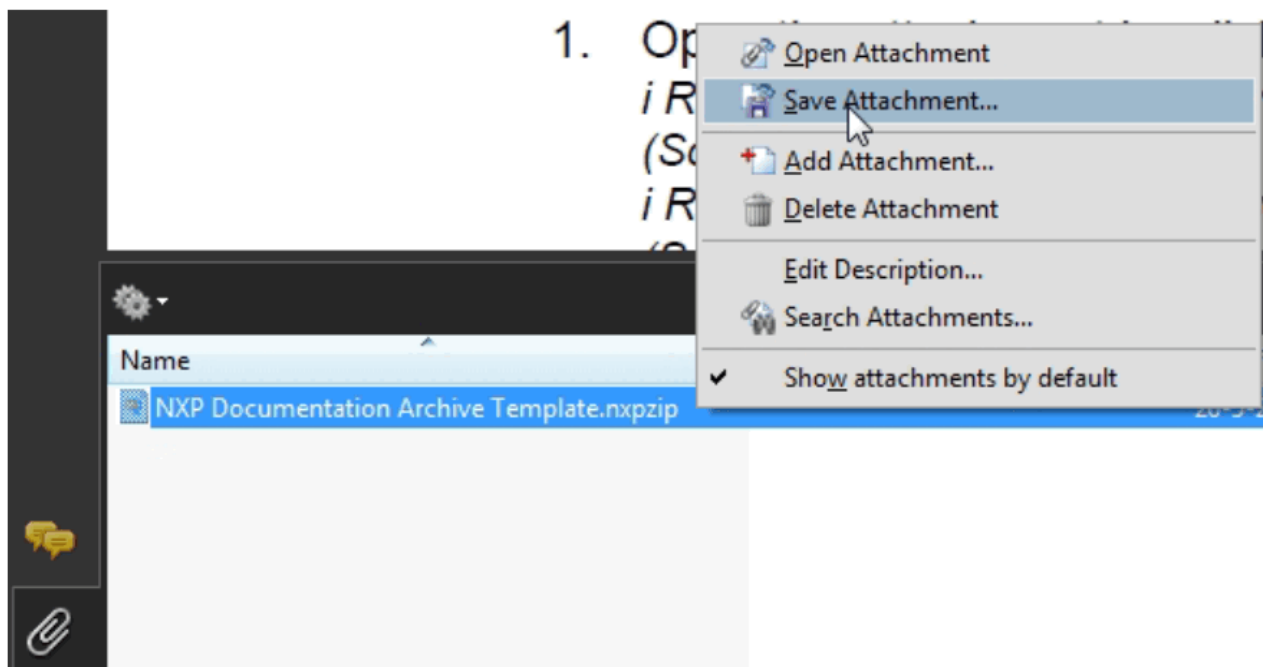 1. Op
i R
(So
i R
Open Attachment
Save Attachment...
Add Attachment...
Delete Attachment
Edit Description...
Search Attachments...
Show attachments by default
Name
NXP Documentation Archive Template.nxpzip